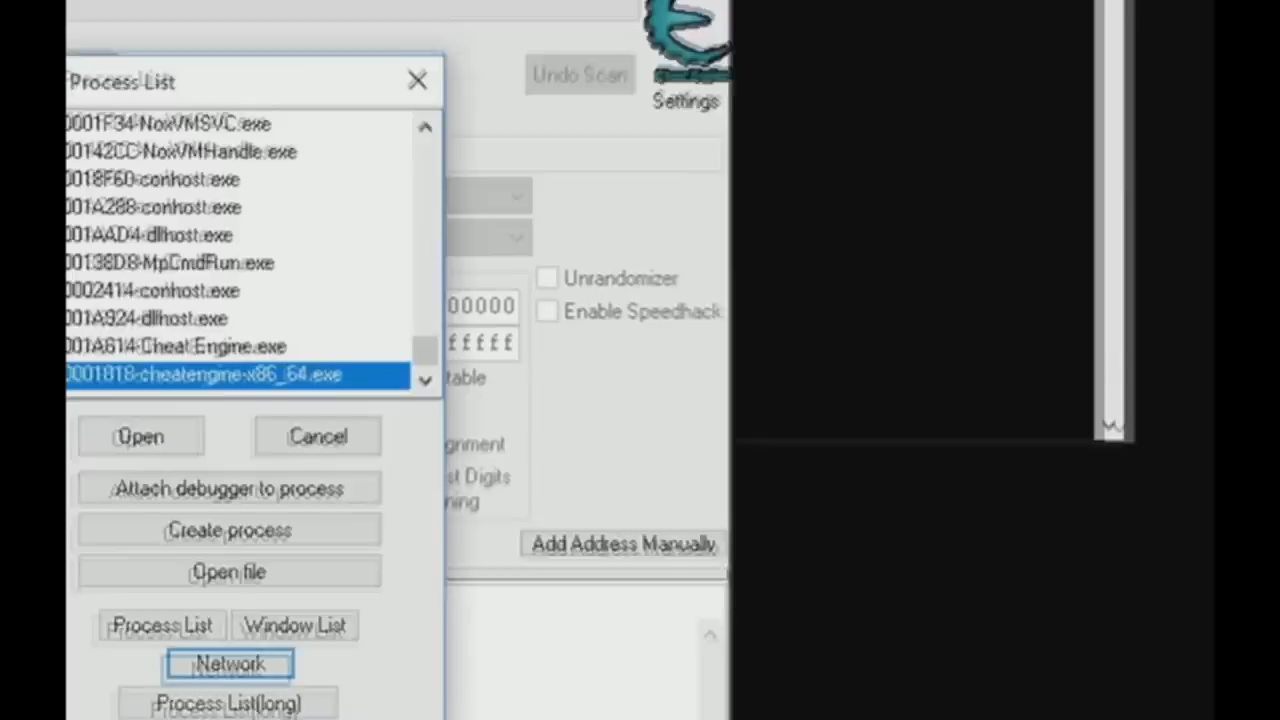 Process List
Undo Scan
Settings
0001F34-NoxVMSVC.exe
00142CC-NoxVMHandle.exe
0018F60-conhost.exe
001A288-conhost.exe
001AAD4-dllhost.exe
00138D8-MpCmdRun.exe
0002414-conhost.exe
001A924-dllhost.exe
001A614-Cheat Engine.exe
0001818-cheatengine-x86_64.exe
Unrandomizer
00000
Enable Speedhack
fffff
table
Open
Cancel
gnment
st Digits
ning
Attach debugger to process
Create process
Add Address Manually
Open file
Process List
Window List
Network
Process List(long)